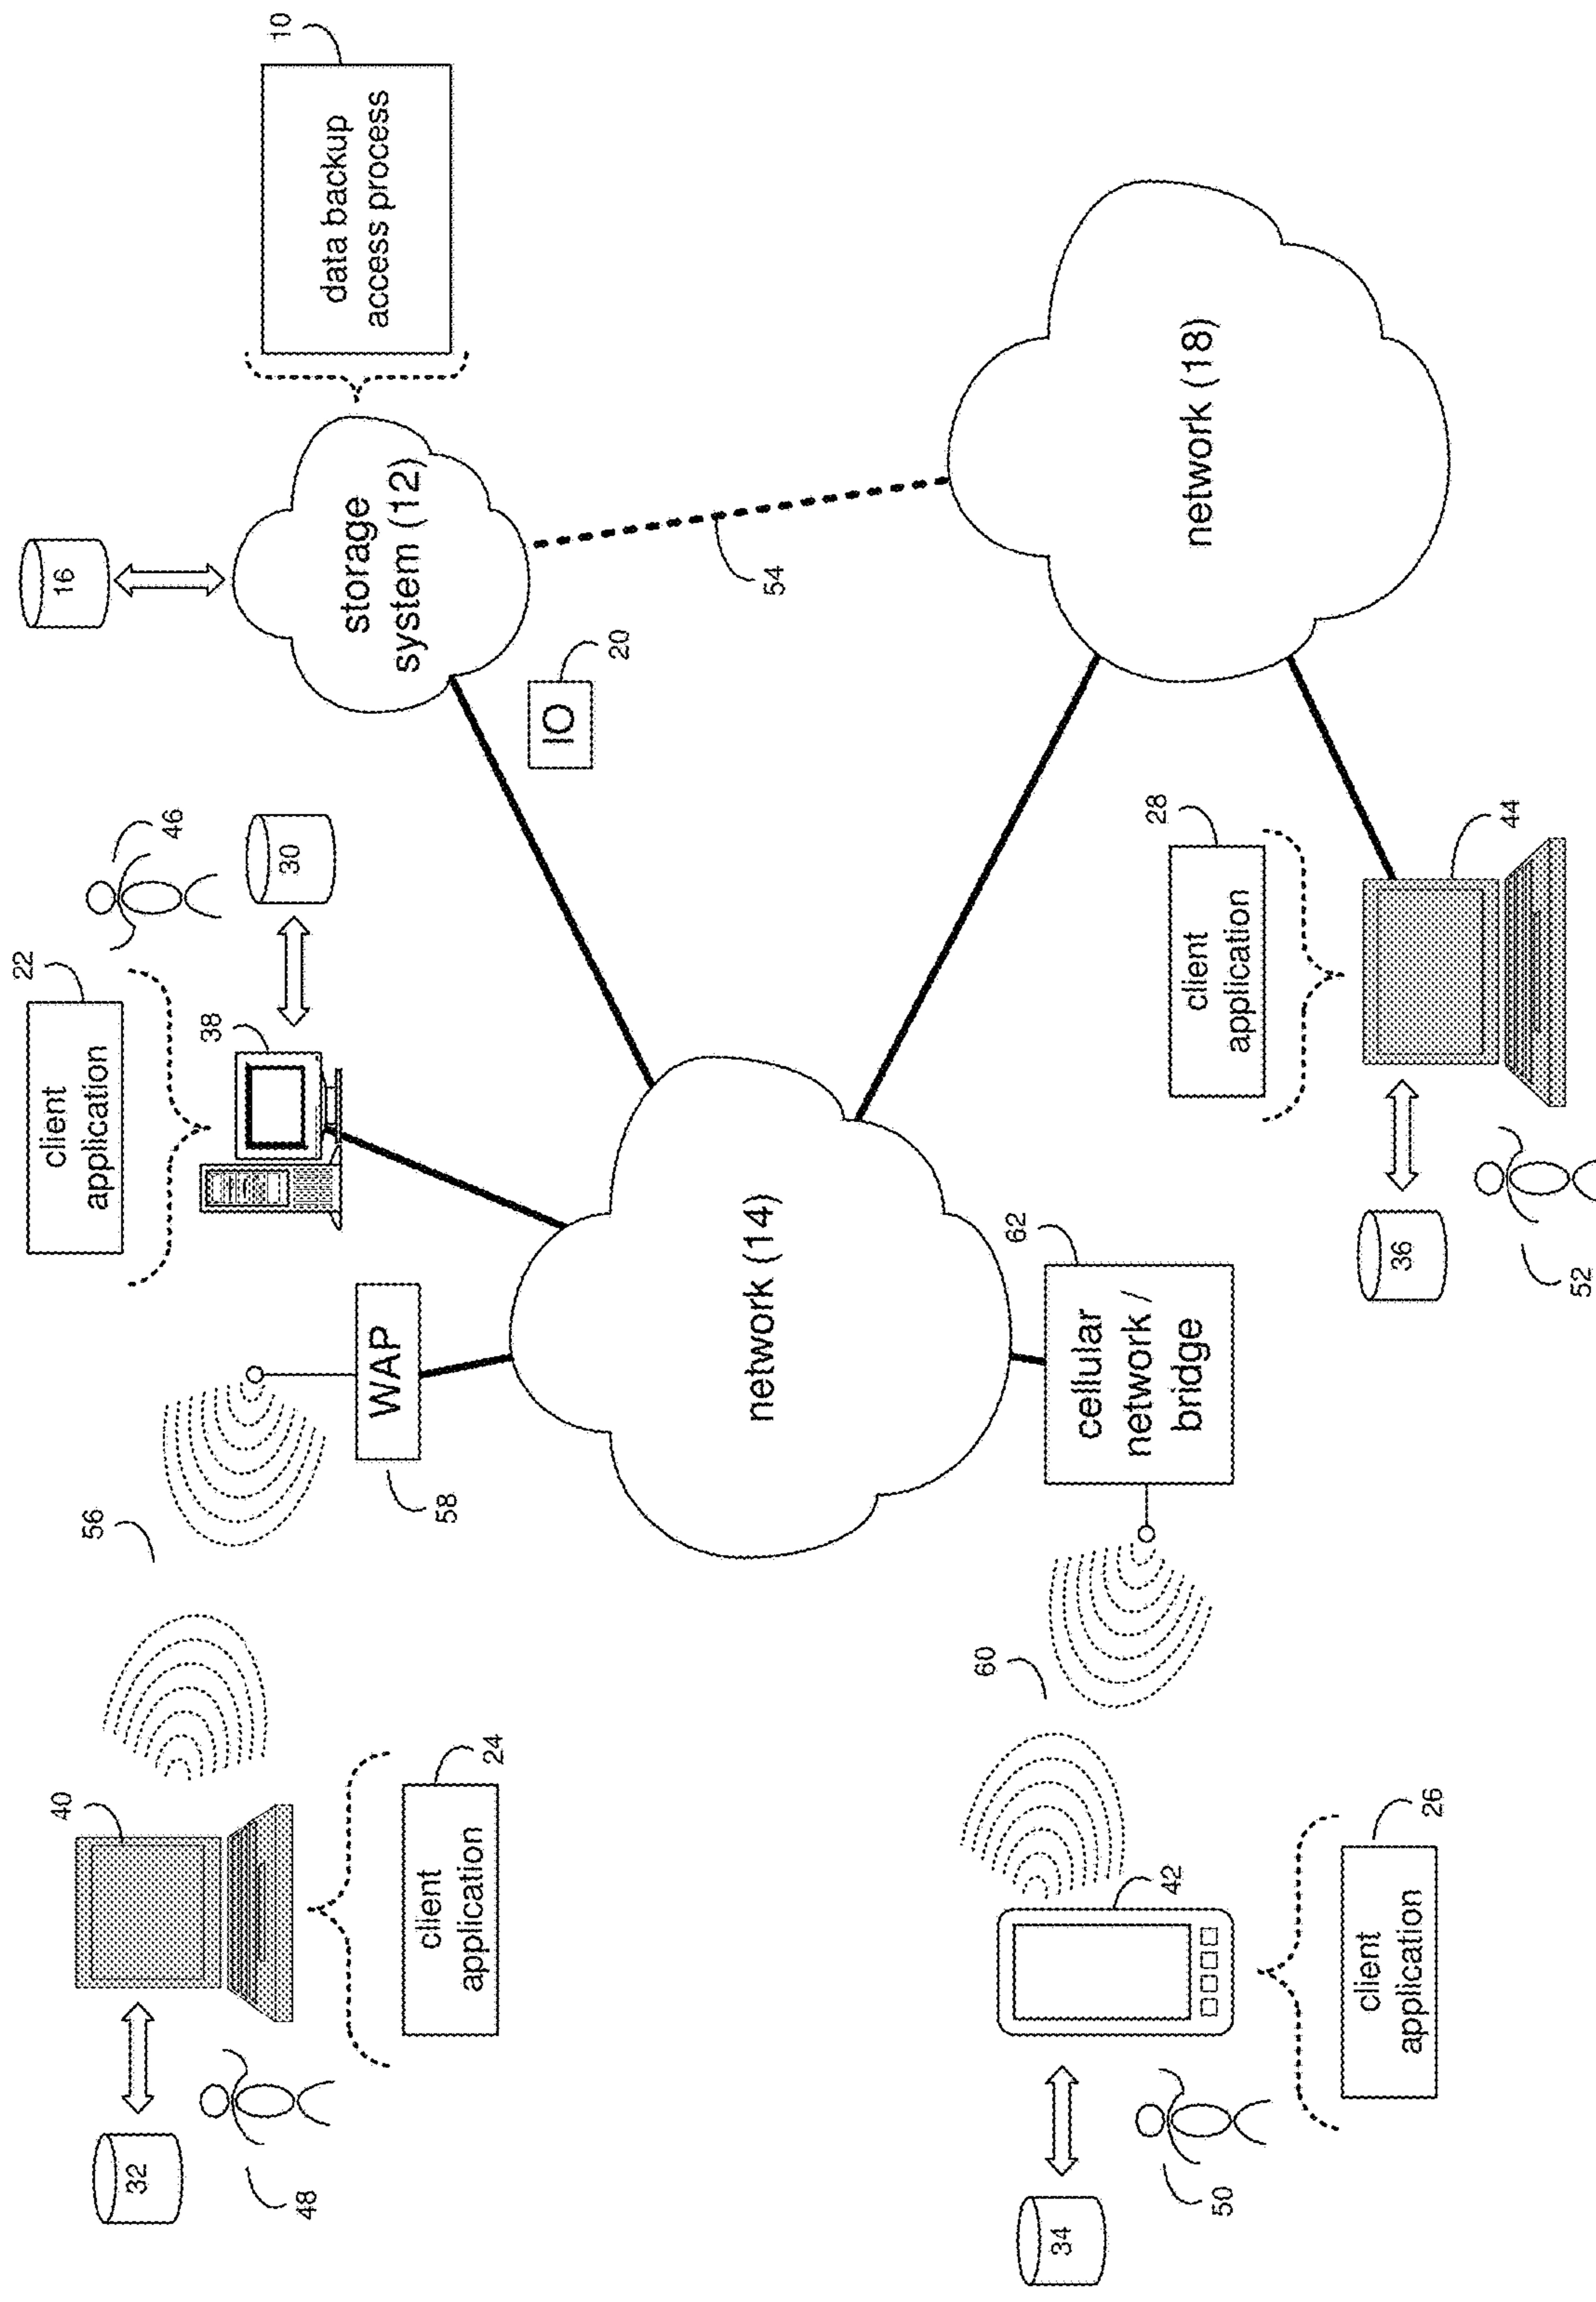 32
40
48
client
application
24
56
WAP
58
client
application
22
38
46
30
16
storage
system (12)
10
data backup
access process
IO
20
54
network (14)
network (18)
34
42
50
client
application
26
60
cellular
network /
bridge
62
36
52
client
application
28
44